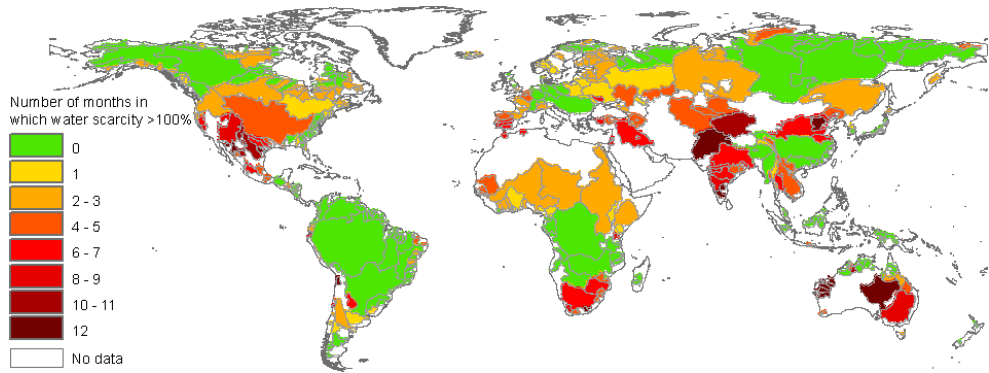 Number of months in
which water scarcity >100%
0
1
2 - 3
4 - 5
6 - 7
8 - 9
10 - 11
12
No data